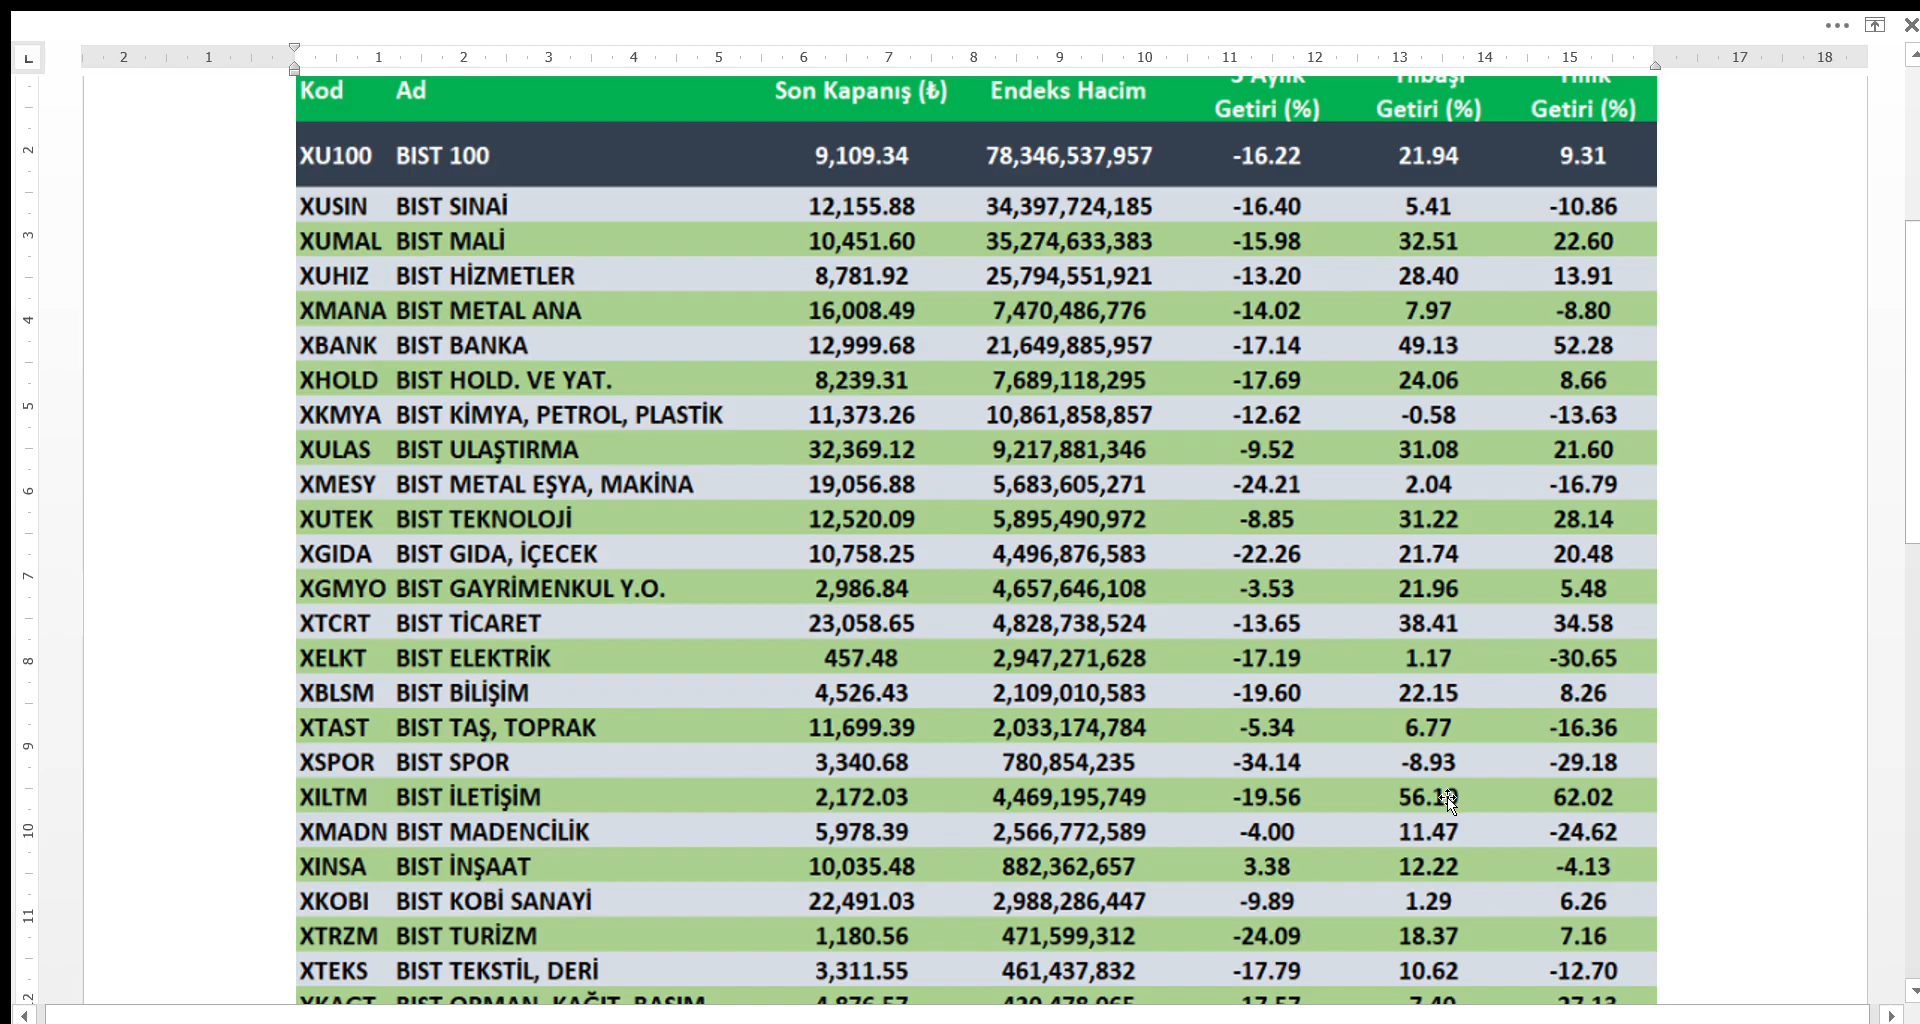 2 1 1 2 3 4 5 6 7 8 9 10 11 12 13 14 15 17 18
Kod Ad Son Kapanış (₺) Endeks Hacim 3 Aylık Getiri (%) Yılbaşı Getiri (%) Yıllık Getiri (%)
XU100 BIST 100 9,109.34 78,346,537,957 -16.22 21.94 9.31
XUSIN BIST SINAİ 12,155.88 34,397,724,185 -16.40 5.41 -10.86
XUMAL BIST MALİ 10,451.60 35,274,633,383 -15.98 32.51 22.60
XUHIZ BIST HİZMETLER 8,781.92 25,794,551,921 -13.20 28.40 13.91
XMANA BIST METAL ANA 16,008.49 7,470,486,776 -14.02 7.97 -8.80
XBANK BIST BANKA 12,999.68 21,649,885,957 -17.14 49.13 52.28
XHOLD BIST HOLD. VE YAT. 8,239.31 7,689,118,295 -17.69 24.06 8.66
XKMYA BIST KİMYA, PETROL, PLASTİK 11,373.26 10,861,858,857 -12.62 -0.58 -13.63
XULAS BIST ULAŞTIRMA 32,369.12 9,217,881,346 -9.52 31.08 21.60
XMESY BIST METAL EŞYA, MAKİNA 19,056.88 5,683,605,271 -24.21 2.04 -16.79
XUTEK BIST TEKNOLOJİ 12,520.09 5,895,490,972 -8.85 31.22 28.14
XGIDA BIST GIDA, İÇECEK 10,758.25 4,496,876,583 -22.26 21.74 20.48
XGMYO BIST GAYRİMENKUL Y.O. 2,986.84 4,657,646,108 -3.53 21.96 5.48
XTCRT BIST TİCARET 23,058.65 4,828,738,524 -13.65 38.41 34.58
XELKT BIST ELEKTRİK 457.48 2,947,271,628 -17.19 1.17 -30.65
XBLSM BIST BİLİŞİM 4,526.43 2,109,010,583 -19.60 22.15 8.26
XTAST BIST TAŞ, TOPRAK 11,699.39 2,033,174,784 -5.34 6.77 -16.36
XSPOR BIST SPOR 3,340.68 780,854,235 -34.14 -8.93 -29.18
XILTM BIST İLETİŞİM 2,172.03 4,469,195,749 -19.56 62.02
XMADN BIST MADENCİLİK 5,978.39 2,566,772,589 -4.00 11.47 -24.62
XINSA BIST İNŞAAT 10,035.48 882,362,657 3.38 12.22 -4.13
XKOBI BIST KOBİ SANAYİ 22,491.03 2,988,286,447 -9.89 1.29 6.26
XTRZM BIST TURİZM 1,180.56 471,599,312 -24.09 18.37 7.16
XTEKS BIST TEKSTİL, DERİ 3,311.55 461,437,832 -17.79 10.62 -12.70
BIST ORMAN, KAĞIT, BASIM